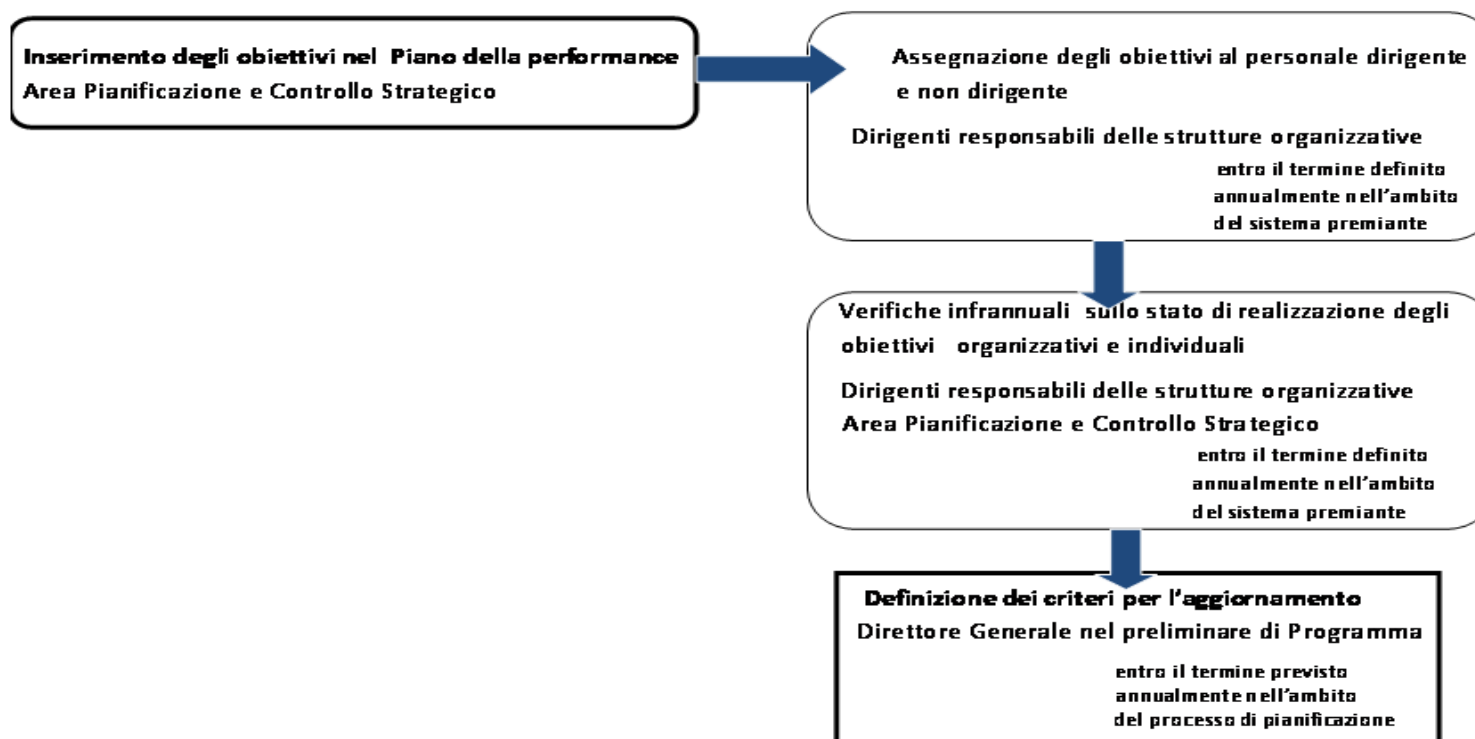 Inserimento degli obiettivi nel Piano della performance
Area Pianificazione e Controllo Strategico
Assegnazione degli obiettivi al personale dirigente
e non dirigente
Dirigenti responsabili delle strutture organizzative
entro il termine definito
annualmente nell'ambito
del sistema premiante
Verifiche infrannuali sullo stato di realizzazione degli
obiettivi organizzativi e individuali
Dirigenti responsabili delle strutture organizzative
Area Pianificazione e Controllo Strategico
entro il termine definito
annualmente nell'ambito
del sistema premiante
Definizione dei criteri per l'aggiornamento
Direttore Generale nel preliminare di Programma
entro il termine previsto
annualmente nell'ambito
del processo di pianificazione